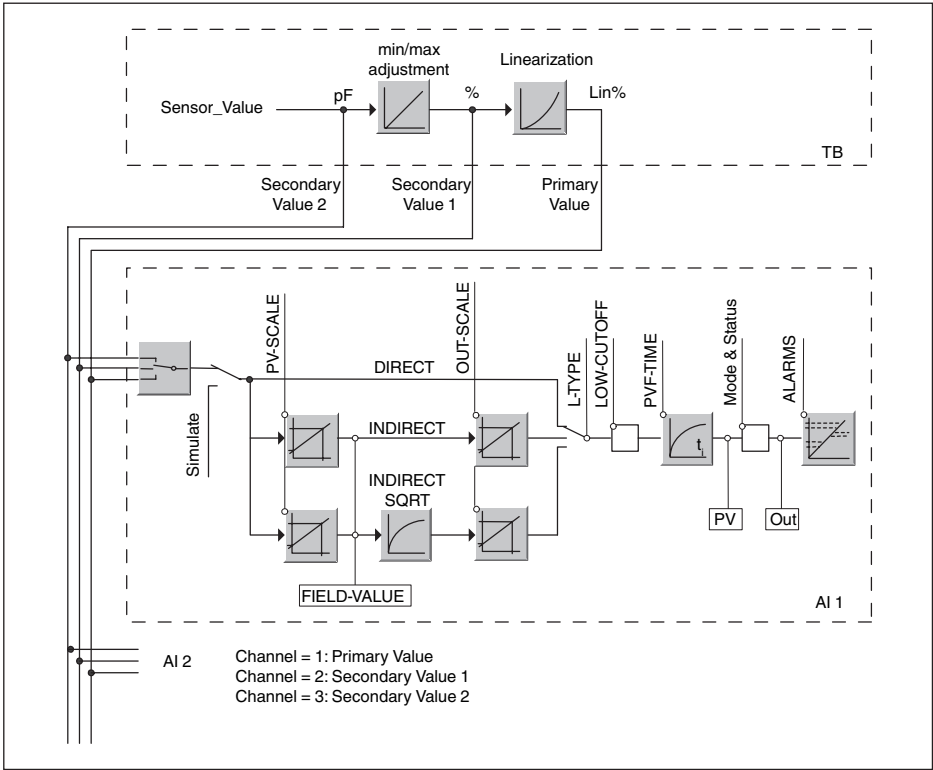 min/max
adjustment
Linearization
Sensor_Value
pF
%
Lin%
TB
Secondary
Value 2
Secondary
Value 1
Primary
Value
PV-SCALE
OUT-SCALE
DIRECT
L-TYPE
LOW-CUTOFF
PVF-TIME
Mode & Status
ALARMS
Simulate
INDIRECT
ti
INDIRECT
SQRT
PV
Out
FIELD-VALUE
AI 1
AI 2
Channel = 1: Primary Value
Channel = 2: Secondary Value 1
Channel = 3: Secondary Value 2